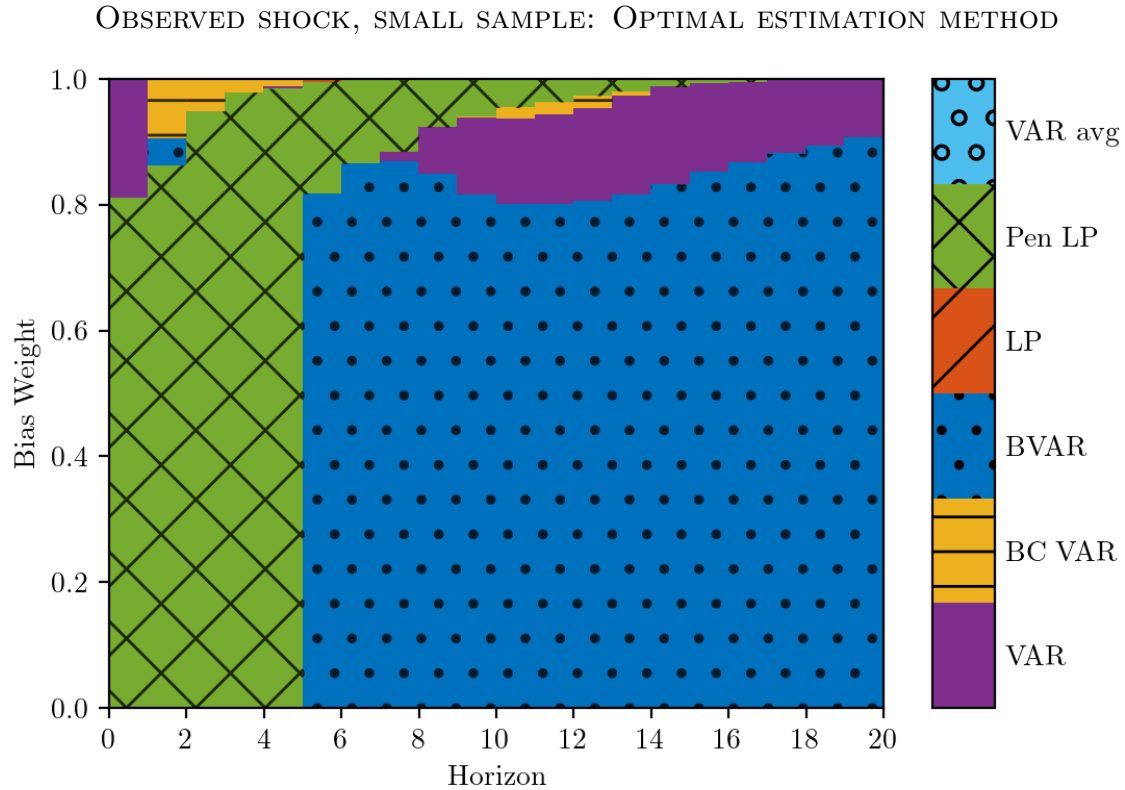 Observed shock, small sample: Optimal estimation method
1.0
0.8
0.6
0.4
0.2
0.0
Bias Weight
0 2 4 6 8 10 12 14 16 18 20
Horizon
VAR avg
Pen LP
LP
BVAR
BC VAR
VAR